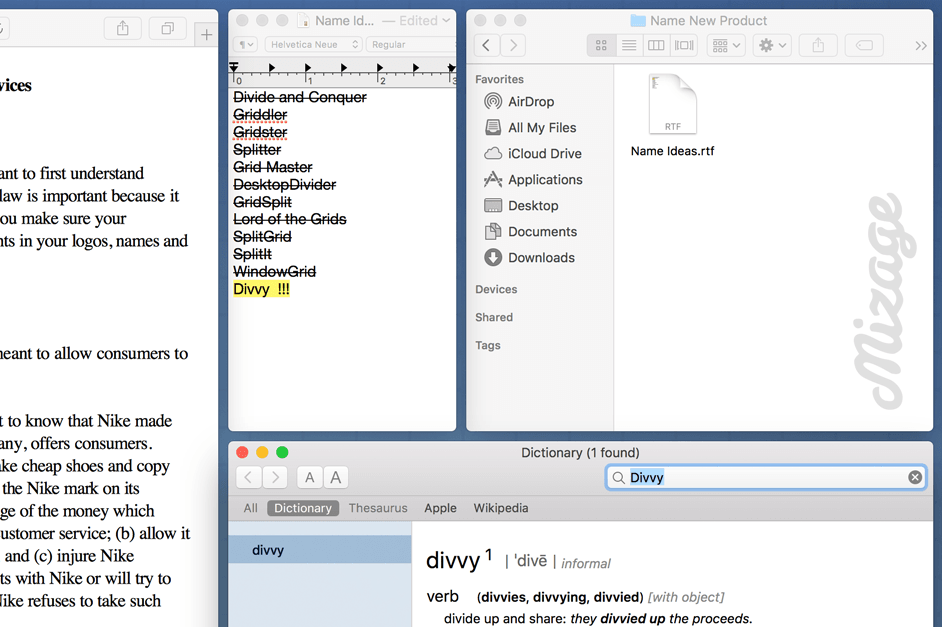 vices
ant to first understand
law is important because it
ou make sure your
nts in your logos, names and
neant to allow consumers to
t to know that Nike made
any, offers consumers.
ake cheap shoes and copy
the Nike mark on its
ge of the money which
ustomer service; (b) allow it
and (c) injure Nike
ts with Nike or will try to
Nike refuses to take such
Name Id... — Edited
¶ Helvetica Neue Regular
0 1 2 3
Divide and Conquer
Griddler
Gridster
Splitter
Grid Master
DesktopDivider
GridSplit
Lord of the Grids
SplitGrid
SplitIt
WindowGrid
Divvy !!!
Name New Product
Favorites
AirDrop
All My Files
iCloud Drive
Applications
Desktop
Documents
Downloads
Devices
Shared
Tags
RTF
Name Ideas.rtf
Mizage
Dictionary (1 found)
A A
Divvy
All Dictionary Thesaurus Apple Wikipedia
divvy
divvy 1 | ˈdivē | informal
verb (divvies, divvying, divvied) [with object]
divide up and share: they divvied up the proceeds.